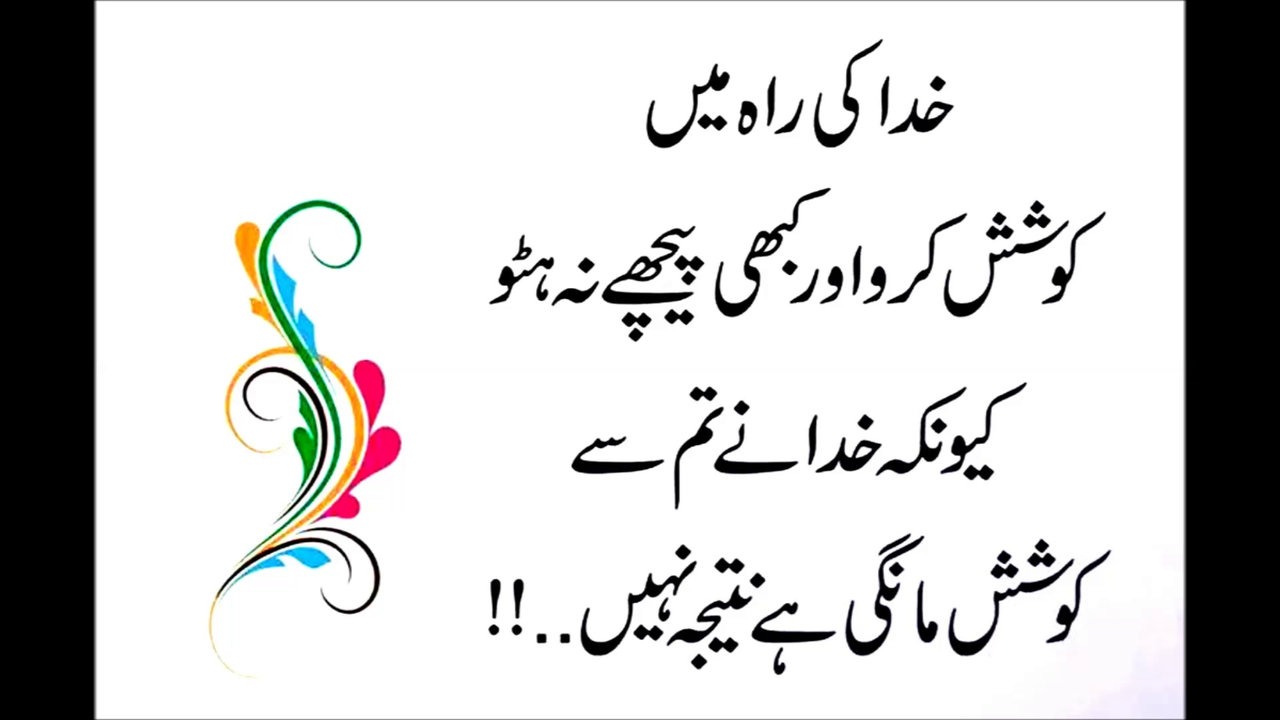 خدا کی راہ میں
کوشش کرو اور کبھی پیچھے نہ ہٹو
کیونکہ خدا نے تم سے
کوشش مانگی ہے نتیجہ نہیں..!!